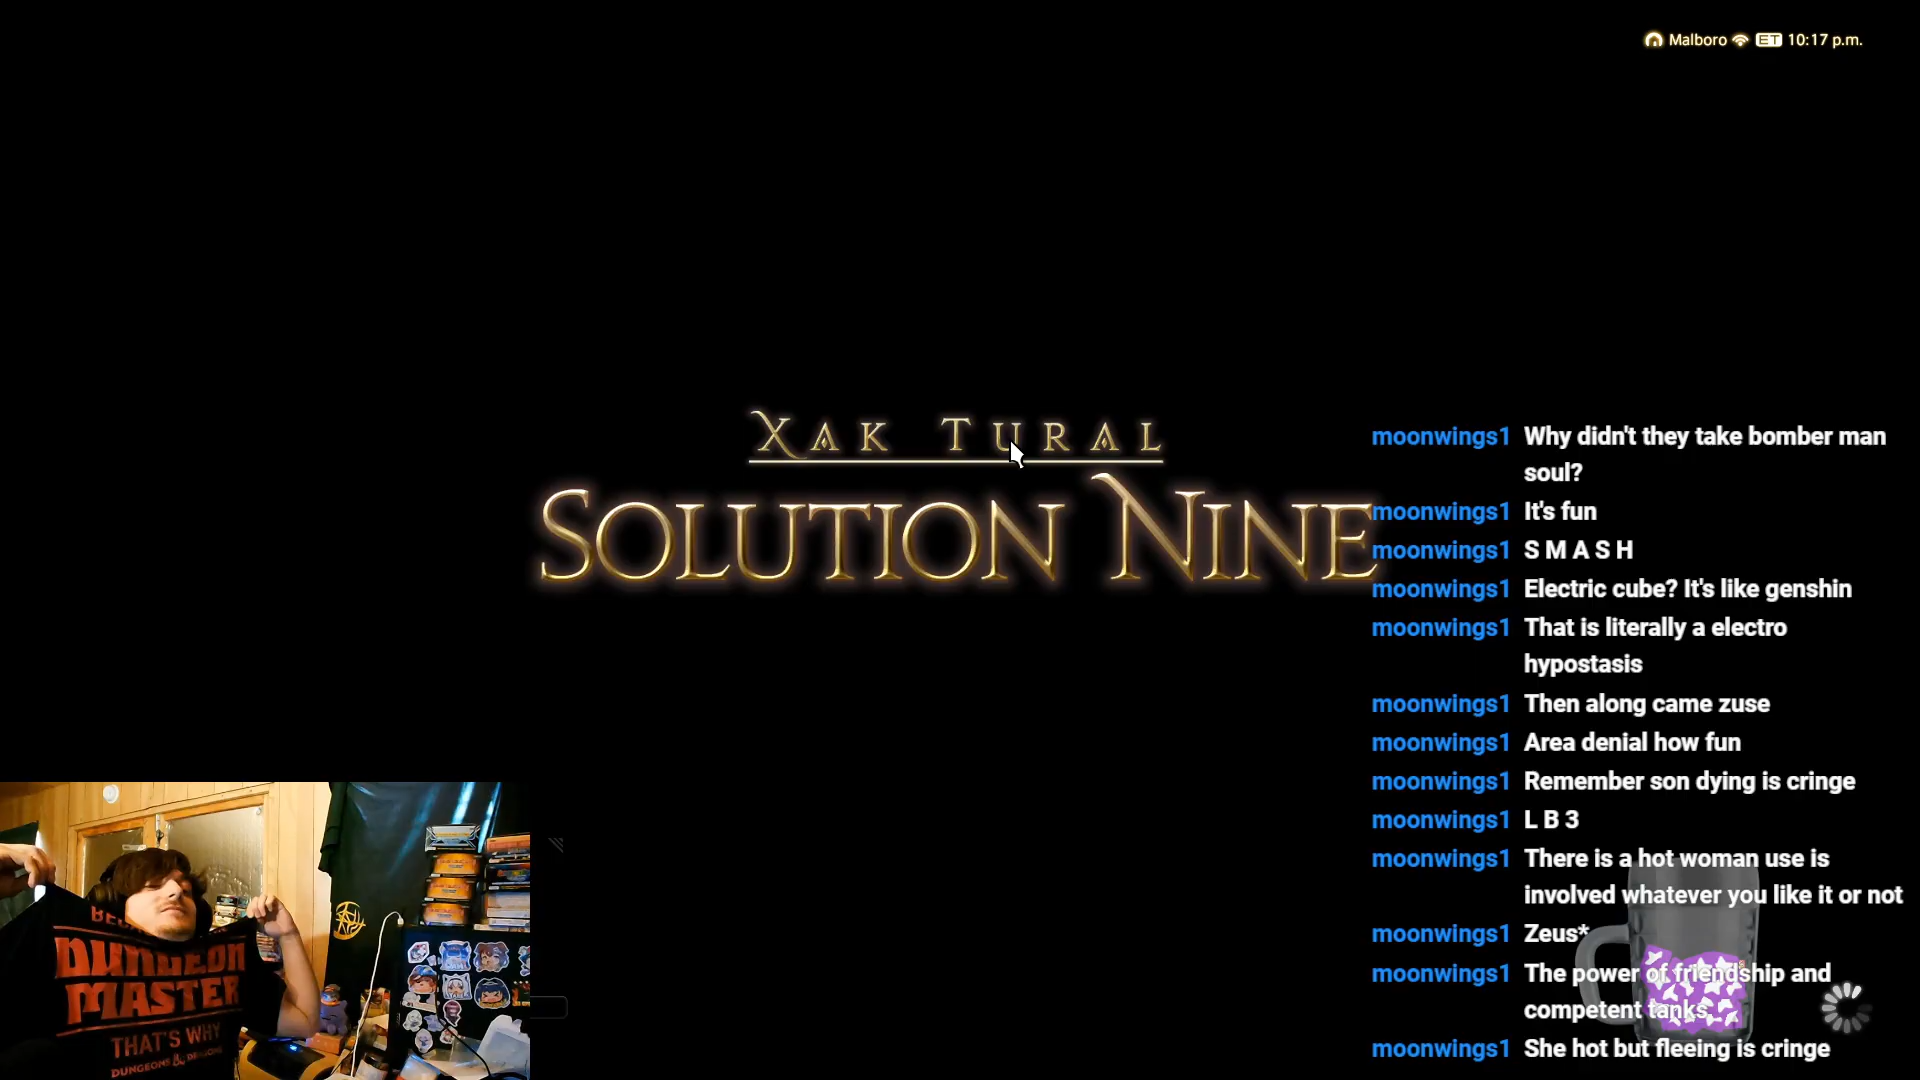 Malboro ET 10:17 p.m.
XAK TURAL
SOLUTION NINE
moonwings1 Why didn't they take bomber man
soul?
moonwings1 It's fun
moonwings1 S M A S H
moonwings1 Electric cube? It's like genshin
moonwings1 That is literally a electro
hypostasis
moonwings1 Then along came zuse
moonwings1 Area denial how fun
moonwings1 Remember son dying is cringe
moonwings1 L B 3
moonwings1 There is a hot woman use is
involved whatever you like it or not
moonwings1 Zeus*
moonwings1 The power of friendship and
competent tanks.
moonwings1 She hot but fleeing is cringe
DUNGEON
MASTER
THAT'S WHY
DUNGEONS & DRAGONS